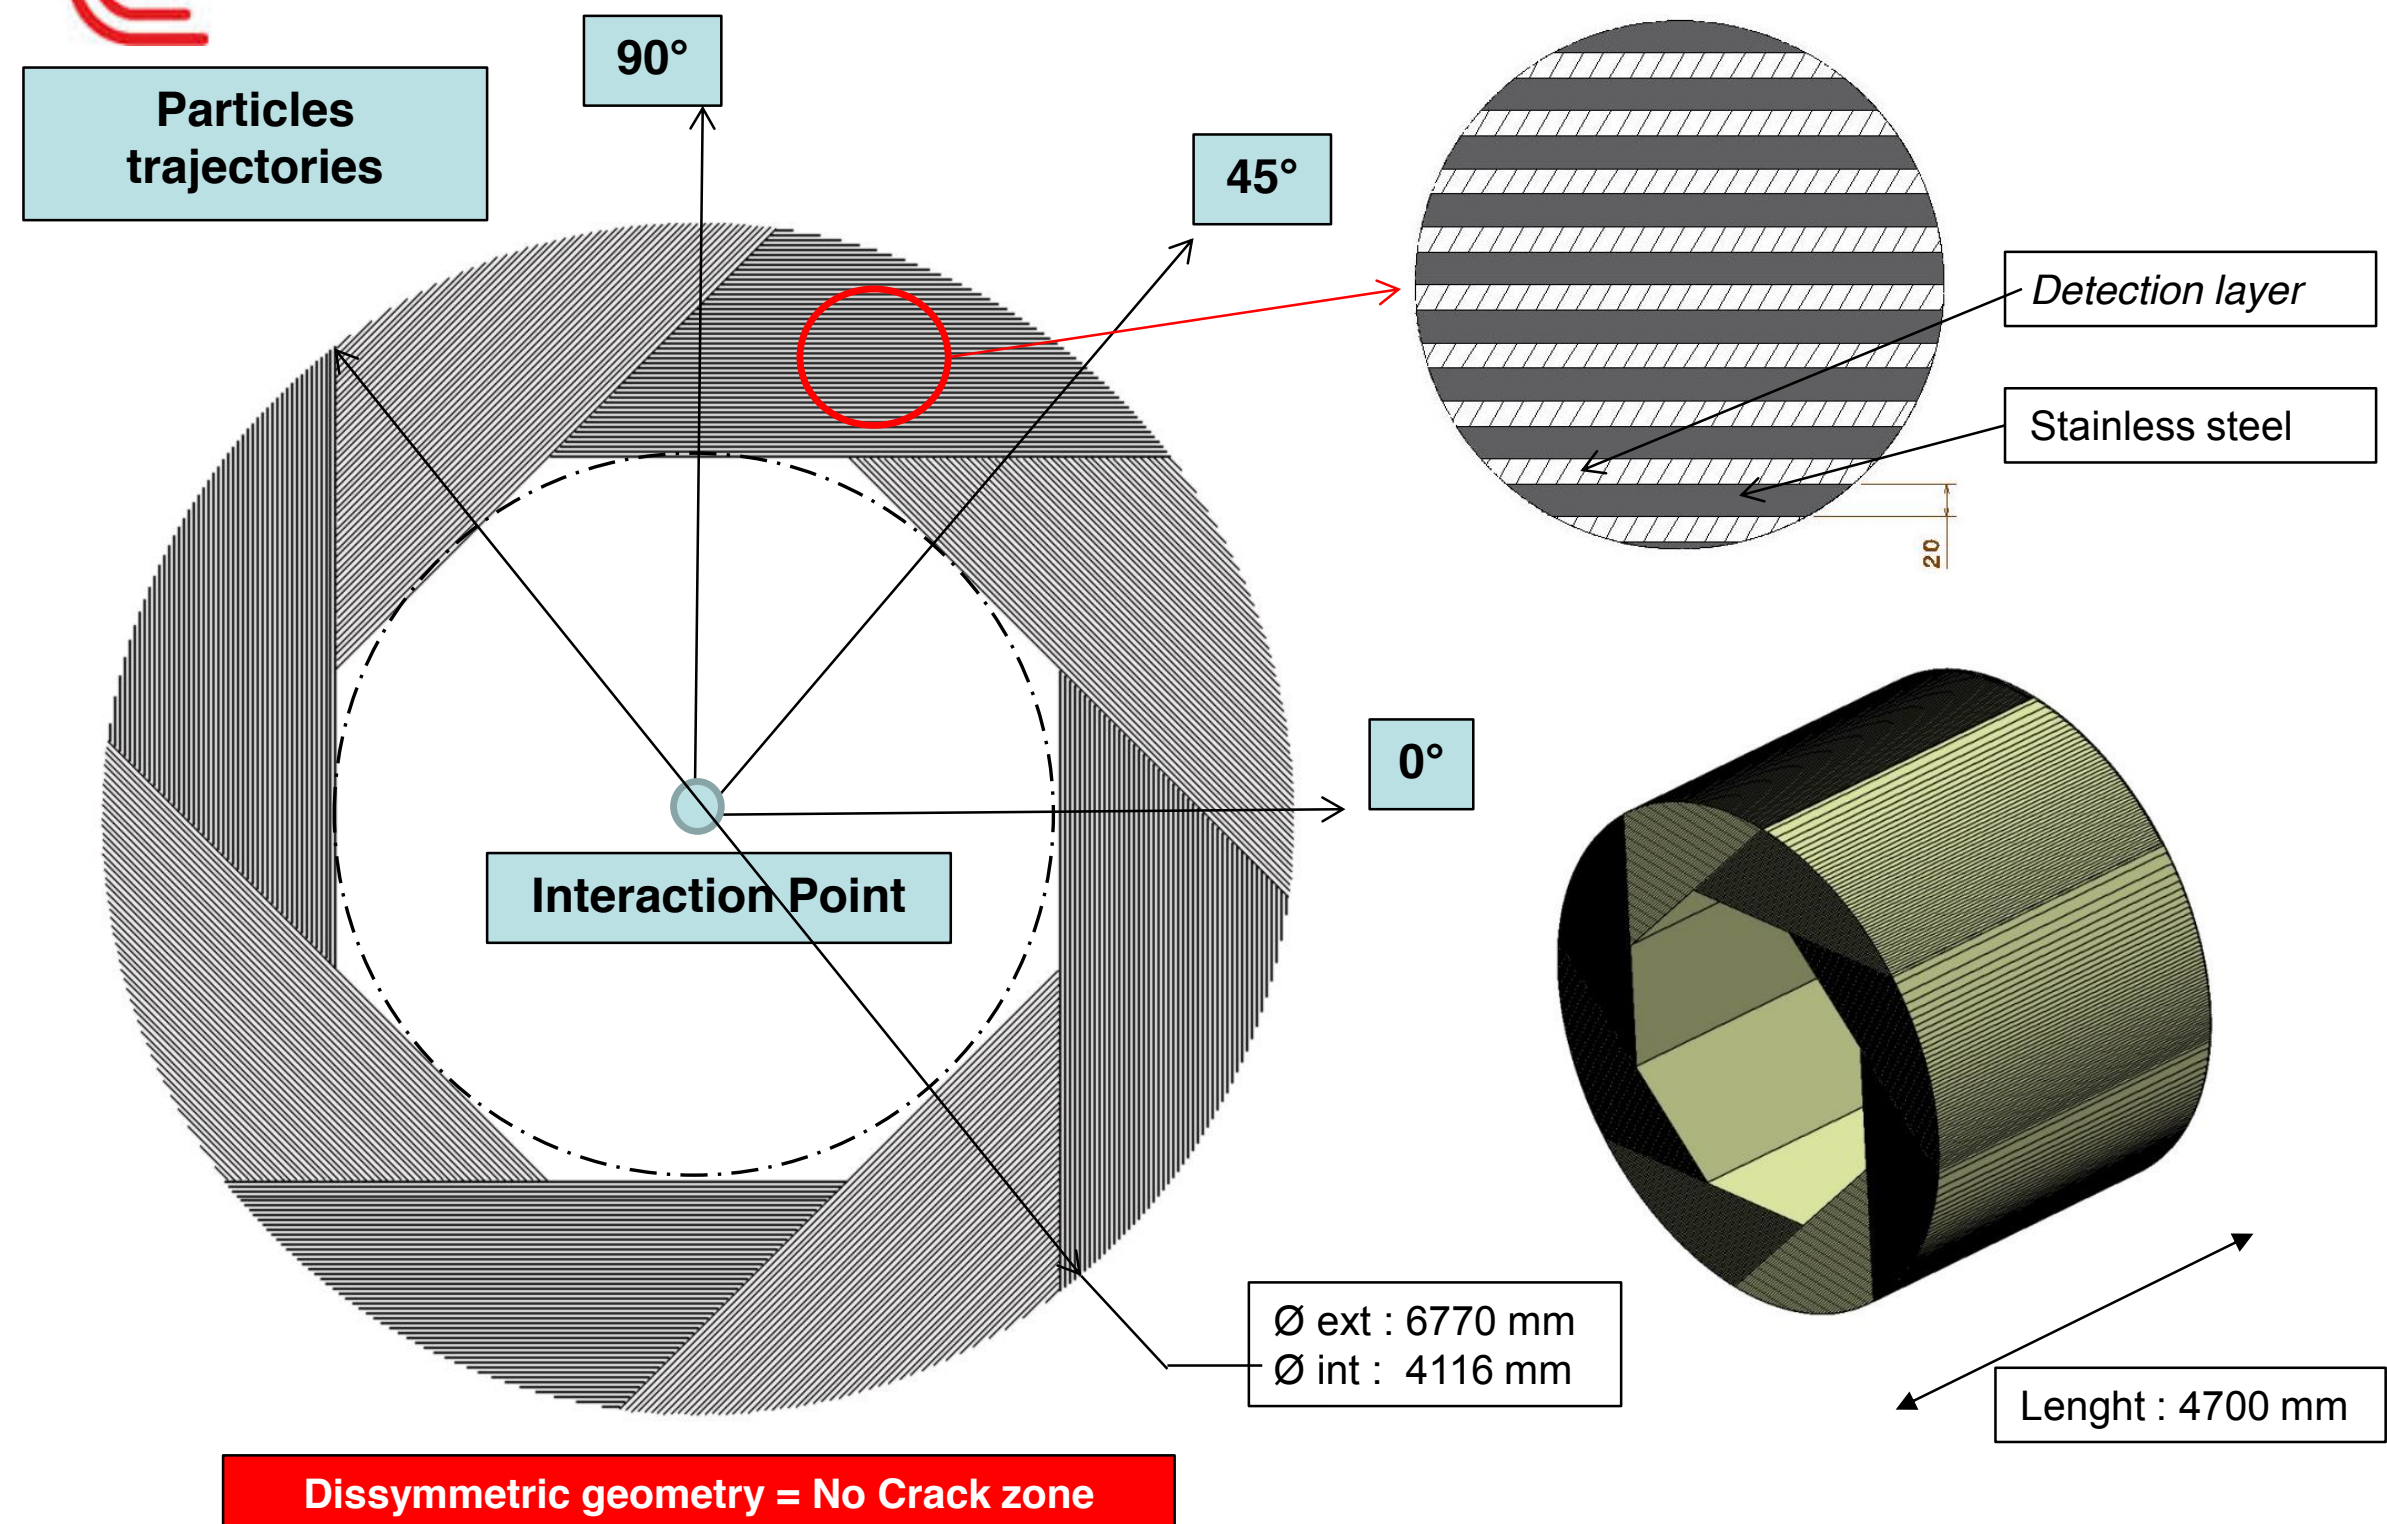 Particles
trajectories
90°
45°
Detection layer
Stainless steel
20
0°
Interaction Point
Ø ext : 6770 mm
Ø int : 4116 mm
Lenght : 4700 mm
Dissymmetric geometry = No Crack zone